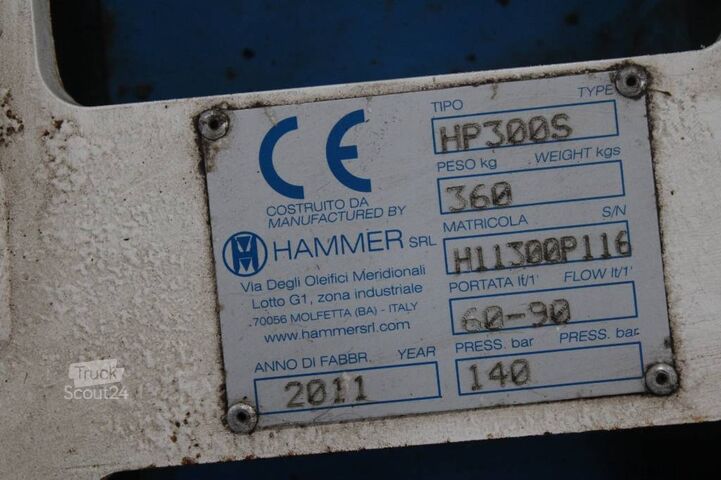 CE
COSTRUITO DA
MANUFACTURED BY
H HAMMER SRL
Via Degli Oleifici Meridionali
Lotto G1, zona industriale
70056 MOLFETTA (BA) - ITALY
www.hammersrl.com
ANNO DI FABBR. YEAR
2011
TIPO TYPE
HP300S
PESO kg WEIGHT kgs
360
MATRICOLA S/N
H11300P116
PORTATA lt/1' FLOW lt/1'
60-90
PRESS. bar PRESS. bar
140
Truck
Scout24